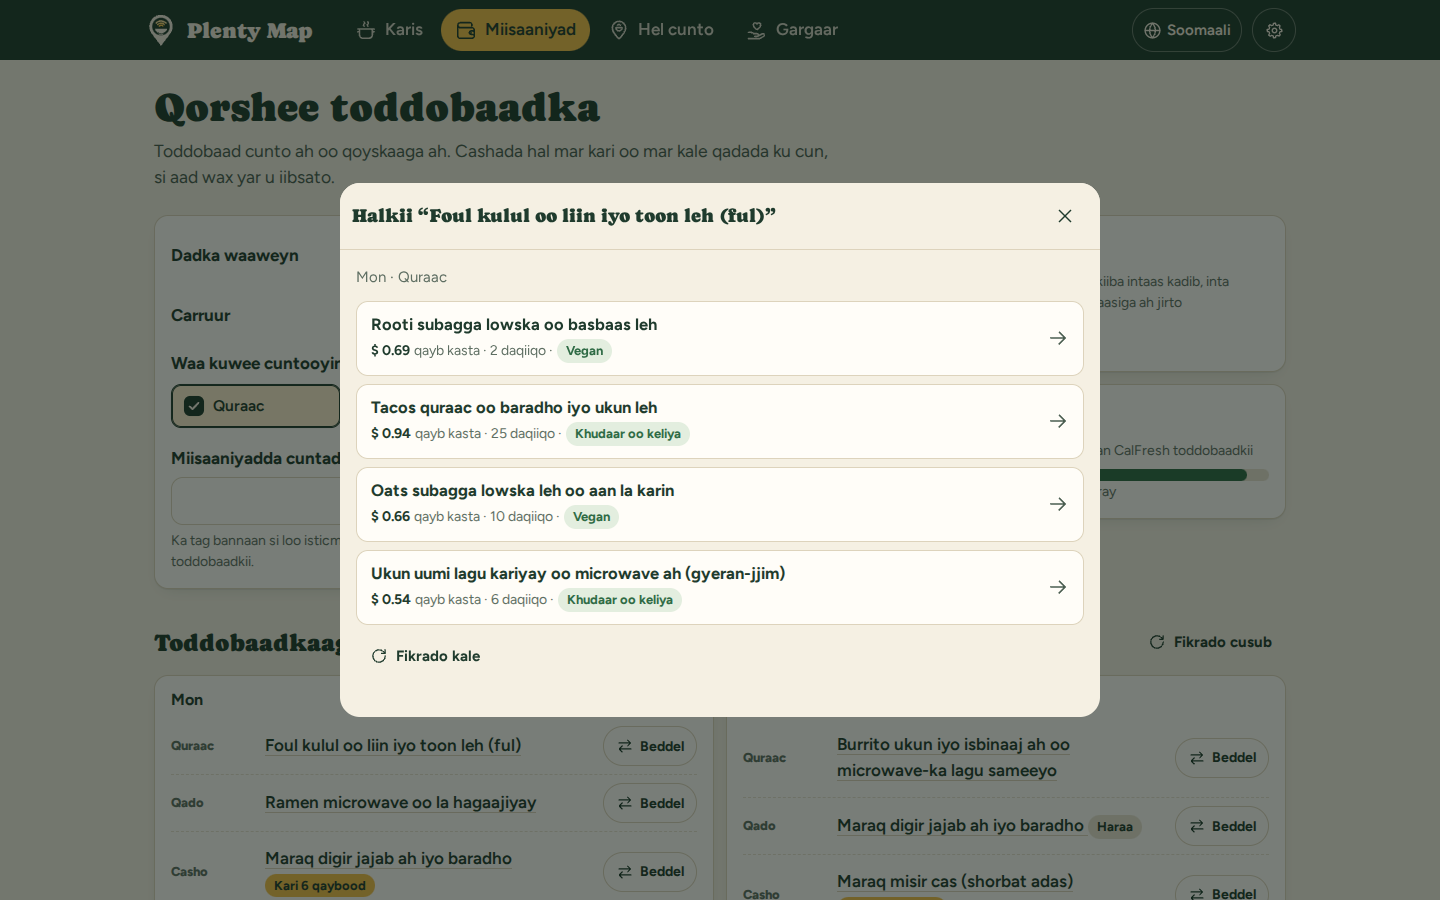 Plenty Map
Karis
Miisaaniyad
Hel cunto
Gargaar
Soomaali
Qorshee toddobaadka
Toddobaad cunto ah oo qoyskaaga ah. Cashada hal mar kari oo mar kale qadada ku cun,
si aad wax yar u iibsato.
Halkii “Foul kulul oo liin iyo toon leh (ful)”
Mon · Quraac
Rooti subagga lowska oo basbaas leh
$ 0.69 qayb kasta · 2 daqiiqo · Vegan
Tacos quraac oo baradho iyo ukun leh
$ 0.94 qayb kasta · 25 daqiiqo · Khudaar oo keliya
Oats subagga lowska leh oo aan la karin
$ 0.66 qayb kasta · 10 daqiiqo · Vegan
Ukun uumi lagu kariyay oo microwave ah (gyeran-jjim)
$ 0.54 qayb kasta · 6 daqiiqo · Khudaar oo keliya
Fikrado kale
Dadka waaweyn
Carruur
Waa kuwee cuntooyin
Quraac
Miisaaniyadda cuntad
Ka tag bannaan si loo isticm
toddobaadkii.
kiiba intaas kadib, inta
aasiga ah jirto
an CalFresh toddobaadkii
ray
Toddobaadkaag
Fikrado cusub
Mon
Quraac
Foul kulul oo liin iyo toon leh (ful)
Beddel
Qado
Ramen microwave oo la hagaajiyay
Beddel
Casho
Maraq digir jajab ah iyo baradho
Kari 6 qaybood
Beddel
Quraac
Burrito ukun iyo isbinaaj ah oo
microwave-ka lagu sameeyo
Beddel
Qado
Maraq digir jajab ah iyo baradho Haraa
Beddel
Casho
Maraq misir cas (shorbat adas)
Beddel